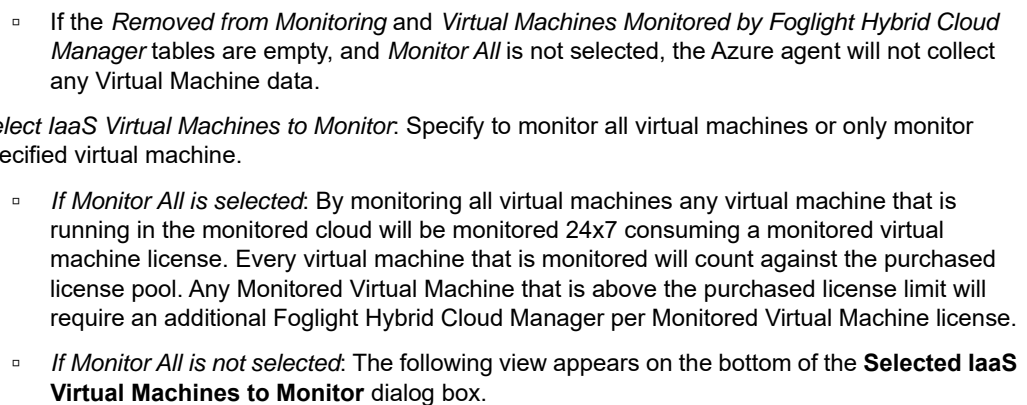 ▫ If the Removed from Monitoring and Virtual Machines Monitored by Foglight Hybrid Cloud
Manager tables are empty, and Monitor All is not selected, the Azure agent will not collect
any Virtual Machine data.
elect IaaS Virtual Machines to Monitor: Specify to monitor all virtual machines or only monitor
ecified virtual machine.
▫ If Monitor All is selected: By monitoring all virtual machines any virtual machine that is
running in the monitored cloud will be monitored 24x7 consuming a monitored virtual
machine license. Every virtual machine that is monitored will count against the purchased
license pool. Any Monitored Virtual Machine that is above the purchased license limit will
require an additional Foglight Hybrid Cloud Manager per Monitored Virtual Machine license.
▫ If Monitor All is not selected: The following view appears on the bottom of the Selected IaaS
Virtual Machines to Monitor dialog box.